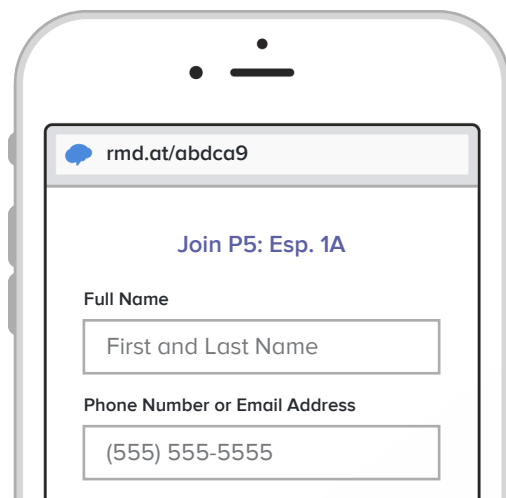 rmd.at/abdca9
Join P5: Esp. 1A
Full Name
First and Last Name
Phone Number or Email Address
(555) 555-5555